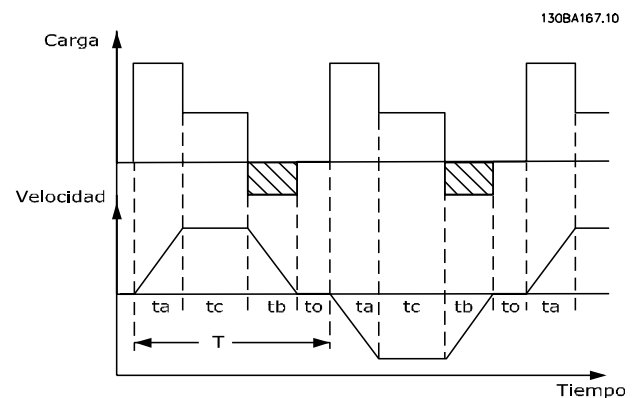 130BA167.10
Carga
Velocidad
ta tc tb to ta tc tb to ta
T
Tiempo